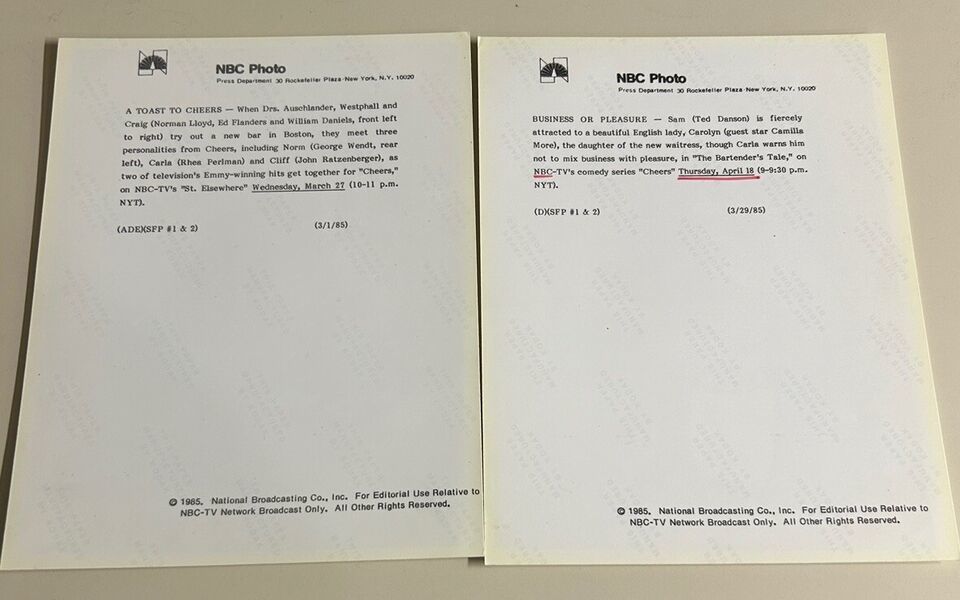 NBC Photo
Press Department 30 Rockefeller Plaza New York, N.Y. 10020
A TOAST TO CHEERS — When Drs. Auschlander, Westphall and
Craig (Norman Lloyd, Ed Flanders and William Daniels, front left
to right) try out a new bar in Boston, they meet three
personalities from Cheers, including Norm (George Wendt, rear
left), Carla (Rhea Perlman) and Cliff (John Ratzenberger), as
two of television's Emmy-winning hits get together for "Cheers,"
on NBC-TV's "St. Elsewhere" Wednesday, March 27 (10-11 p.m.
NYT).
(ADE)(SFP #1 & 2) (3/1/85)
© 1985. National Broadcasting Co., Inc. For Editorial Use Relative to
NBC-TV Network Broadcast Only. All Other Rights Reserved.
NBC Photo
Press Department 30 Rockefeller Plaza New York, N.Y. 10020
BUSINESS OR PLEASURE — Sam (Ted Danson) is fiercely
attracted to a beautiful English lady, Carolyn (guest star Camilla
More), the daughter of the new waitress, though Carla warns him
not to mix business with pleasure, in "The Bartender's Tale," on
NBC-TV's comedy series "Cheers" Thursday, April 18 (9-9:30 p.m.
NYT).
(D)(SFP #1 & 2) (3/29/85)
© 1985. National Broadcasting Co., Inc. For Editorial Use Relative to
NBC-TV Network Broadcast Only. All Other Rights Reserved.